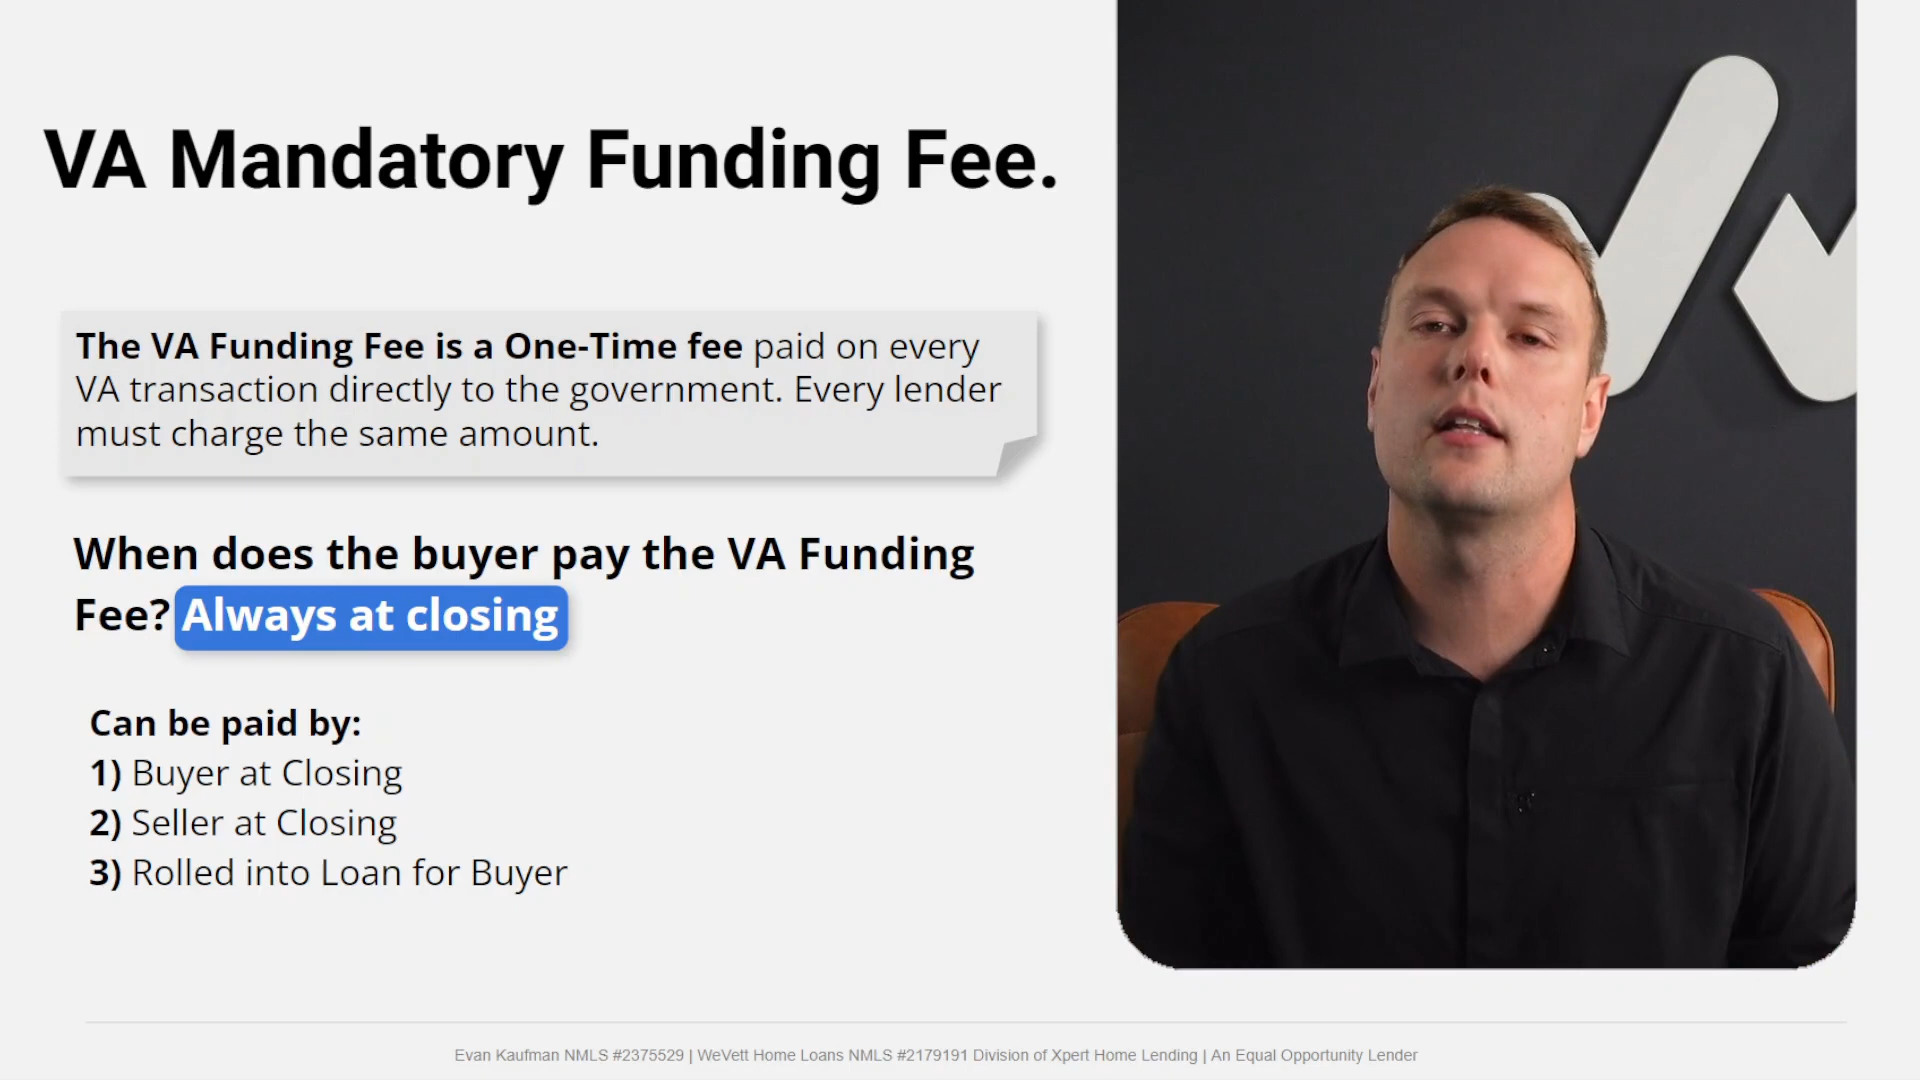 VA Mandatory Funding Fee.
The VA Funding Fee is a One-Time fee paid on every
VA transaction directly to the government. Every lender
must charge the same amount.
When does the buyer pay the VA Funding
Fee? Always at closing
Can be paid by:
1) Buyer at Closing
2) Seller at Closing
3) Rolled into Loan for Buyer
Evan Kaufman NMLS #2375529 | WeVett Home Loans NMLS #2179191 Division of Xpert Home Lending | An Equal Opportunity Lender